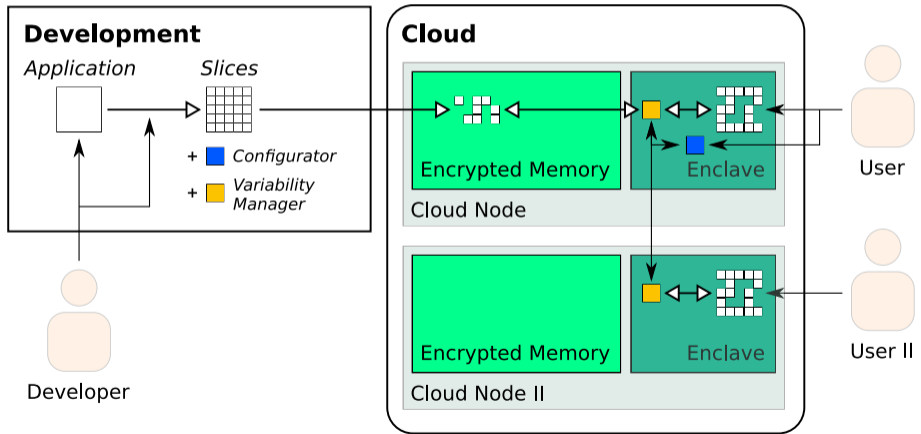 Development
Application
Slices
+ Configurator
+ Variability
Manager
Developer
Cloud
Encrypted Memory
Enclave
Cloud Node
User
Encrypted Memory
Enclave
Cloud Node II
User II